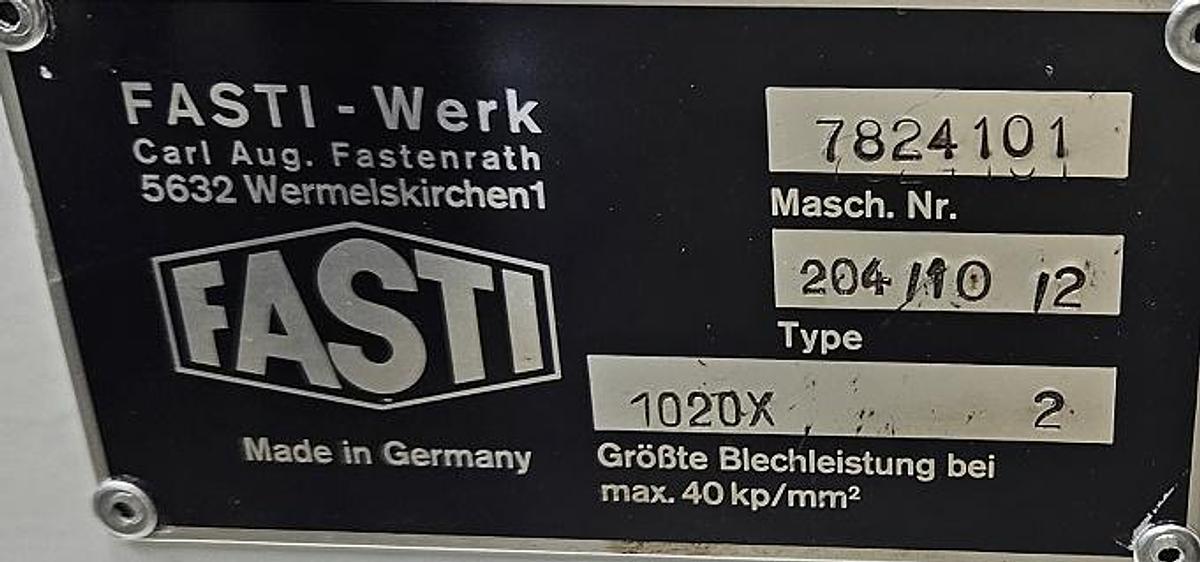 FASTI - Werk
Carl Aug. Fastenrath
5632 Wermelskirchen1
FASTI
Made in Germany
7824101
Masch. Nr.
204/10 /2
Type
1020X 2
Größte Blechleistung bei
max. 40 kp/mm²